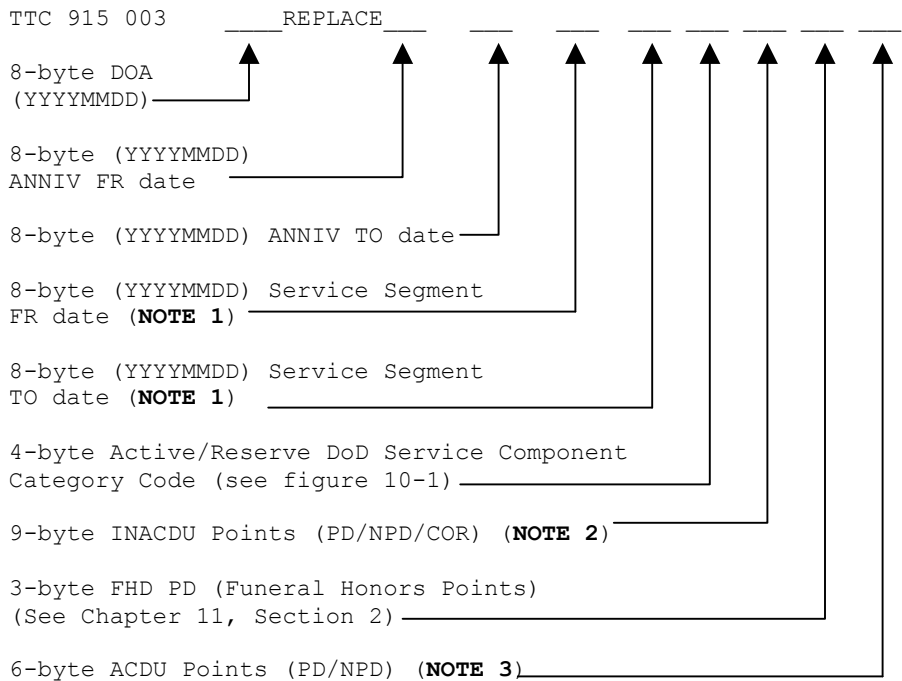 TTC 915 003 ____REPLACE___ ___ ___ ___ ___ ___ ___ ___
8-byte DOA
(YYYYMMDD)
8-byte (YYYYMMDD)
ANNIV FR date
8-byte (YYYYMMDD) ANNIV TO date
8-byte (YYYYMMDD) Service Segment
FR date (NOTE 1)
8-byte (YYYYMMDD) Service Segment
TO date (NOTE 1)
4-byte Active/Reserve DoD Service Component
Category Code (see figure 10-1)
9-byte INACDU Points (PD/NPD/COR) (NOTE 2)
3-byte FHD PD (Funeral Honors Points)
(See Chapter 11, Section 2)
6-byte ACDU Points (PD/NPD) (NOTE 3)